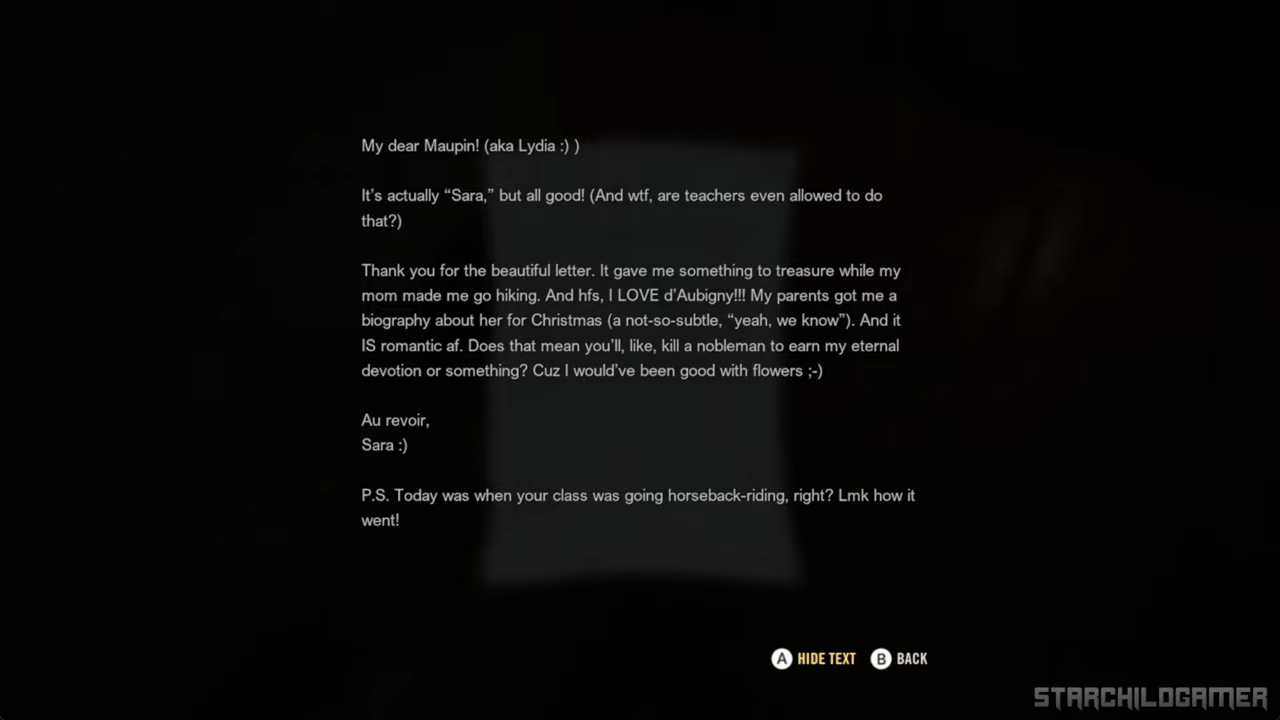 My dear Maupin! (aka Lydia :) )
It's actually “Sara,” but all good! (And wtf, are teachers even allowed to do
that?)
Thank you for the beautiful letter. It gave me something to treasure while my
mom made me go hiking. And hfs, I LOVE d'Aubigny!!! My parents got me a
biography about her for Christmas (a not-so-subtle, “yeah, we know”). And it
IS romantic af. Does that mean you'll, like, kill a nobleman to earn my eternal
devotion or something? Cuz I would've been good with flowers ;-)
Au revoir,
Sara :)
P.S. Today was when your class was going horseback-riding, right? Lmk how it
went!
A HIDE TEXT B BACK
STARCHILDGAMER